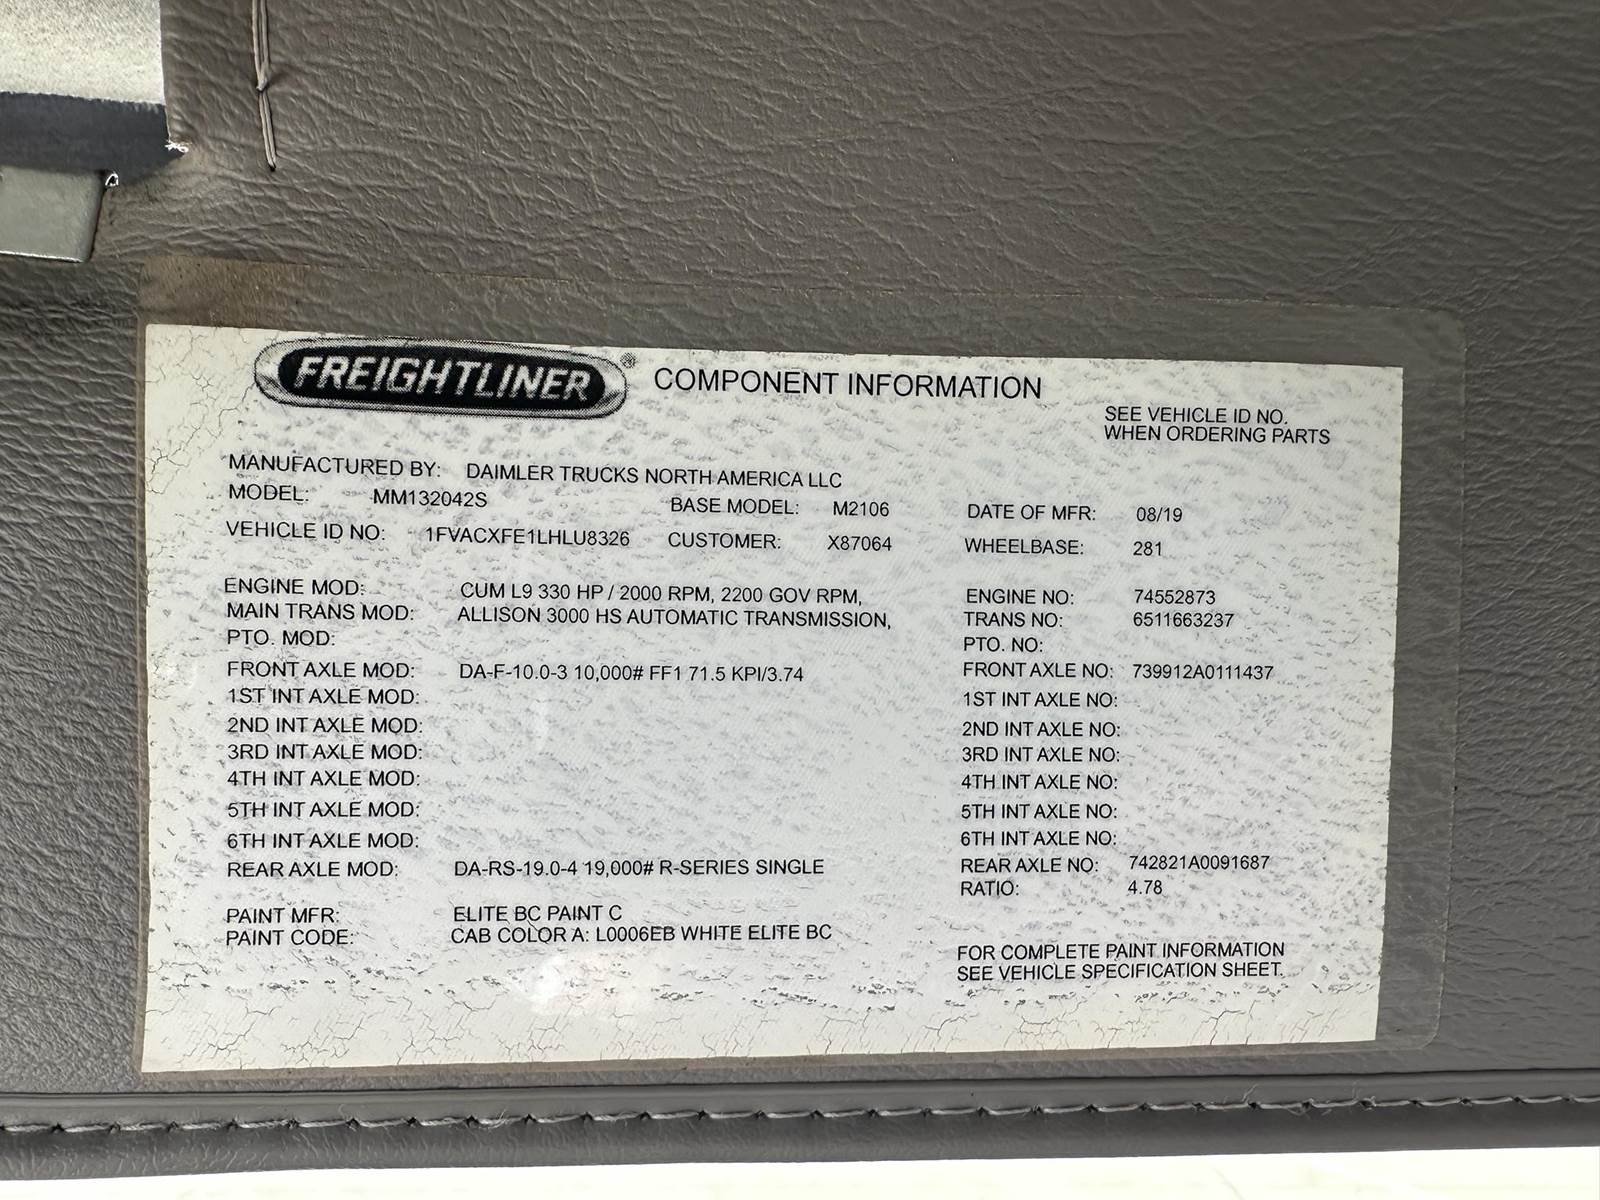 FREIGHTLINER® COMPONENT INFORMATION
SEE VEHICLE ID NO.
WHEN ORDERING PARTS
MANUFACTURED BY: DAIMLER TRUCKS NORTH AMERICA LLC
MODEL: MM132042S BASE MODEL: M2106 DATE OF MFR: 08/19
VEHICLE ID NO: 1FVACXFE1LHLU8326 CUSTOMER: X87064 WHEELBASE: 281
ENGINE MOD: CUM L9 330 HP / 2000 RPM, 2200 GOV RPM, ENGINE NO: 74552873
MAIN TRANS MOD: ALLISON 3000 HS AUTOMATIC TRANSMISSION, TRANS NO: 6511663237
PTO. MOD: PTO. NO:
FRONT AXLE MOD: DA-F-10.0-3 10,000# FF1 71.5 KPI/3.74 FRONT AXLE NO: 739912A0111437
1ST INT AXLE MOD: 1ST INT AXLE NO:
2ND INT AXLE MOD: 2ND INT AXLE NO:
3RD INT AXLE MOD: 3RD INT AXLE NO:
4TH INT AXLE MOD: 4TH INT AXLE NO:
5TH INT AXLE MOD: 5TH INT AXLE NO:
6TH INT AXLE MOD: 6TH INT AXLE NO:
REAR AXLE MOD: DA-RS-19.0-4 19,000# R-SERIES SINGLE REAR AXLE NO: 742821A0091687
RATIO: 4.78
PAINT MFR: ELITE BC PAINT C
PAINT CODE: CAB COLOR A: L0006EB WHITE ELITE BC
FOR COMPLETE PAINT INFORMATION
SEE VEHICLE SPECIFICATION SHEET.